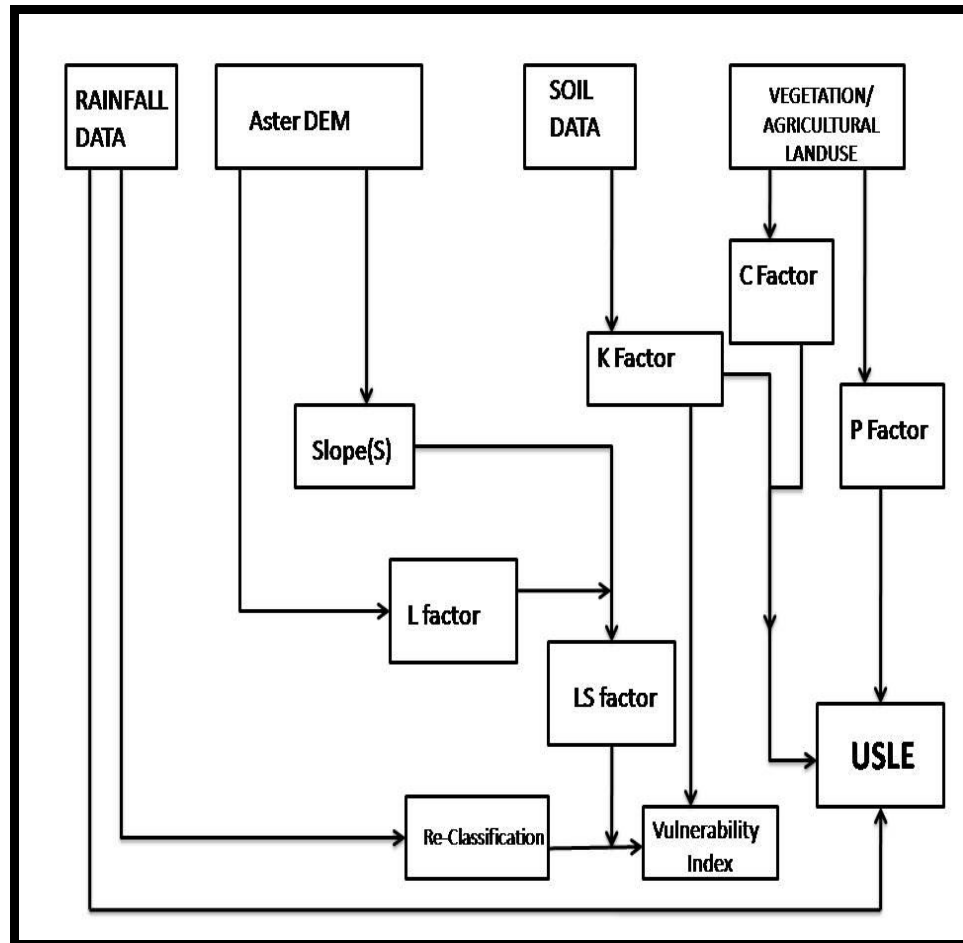 RAINFALL
DATA
Aster DEM
SOIL
DATA
VEGETATION/
AGRICULTURAL
LANDUSE
C Factor
K Factor
P Factor
Slope(S)
L factor
LS factor
USLE
Re-Classification
Vulnerability
Index